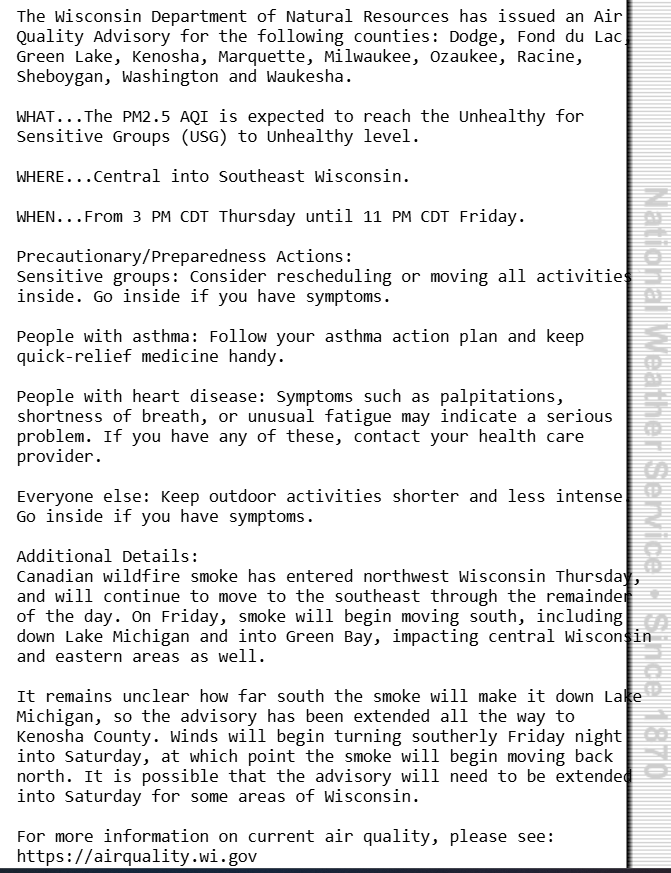 The Wisconsin Department of Natural Resources has issued an Air
Quality Advisory for the following counties: Dodge, Fond du Lac,
Green Lake, Kenosha, Marquette, Milwaukee, Ozaukee, Racine,
Sheboygan, Washington and Waukesha.
WHAT...The PM2.5 AQI is expected to reach the Unhealthy for
Sensitive Groups (USG) to Unhealthy level.
WHERE...Central into Southeast Wisconsin.
WHEN...From 3 PM CDT Thursday until 11 PM CDT Friday.
Precautionary/Preparedness Actions:
Sensitive groups: Consider rescheduling or moving all activities
inside. Go inside if you have symptoms.
People with asthma: Follow your asthma action plan and keep
quick-relief medicine handy.
People with heart disease: Symptoms such as palpitations,
shortness of breath, or unusual fatigue may indicate a serious
problem. If you have any of these, contact your health care
provider.
Everyone else: Keep outdoor activities shorter and less intense.
Go inside if you have symptoms.
Additional Details:
Canadian wildfire smoke has entered northwest Wisconsin Thursday,
and will continue to move to the southeast through the remainder
of the day. On Friday, smoke will begin moving south, including
down Lake Michigan and into Green Bay, impacting central Wisconsin
and eastern areas as well.
It remains unclear how far south the smoke will make it down Lake
Michigan, so the advisory has been extended all the way to
Kenosha County. Winds will begin turning southerly Friday night
into Saturday, at which point the smoke will begin moving back
north. It is possible that the advisory will need to be extended
into Saturday for some areas of Wisconsin.
For more information on current air quality, please see:
https://airquality.wi.gov
National Weather Service • Since 1870